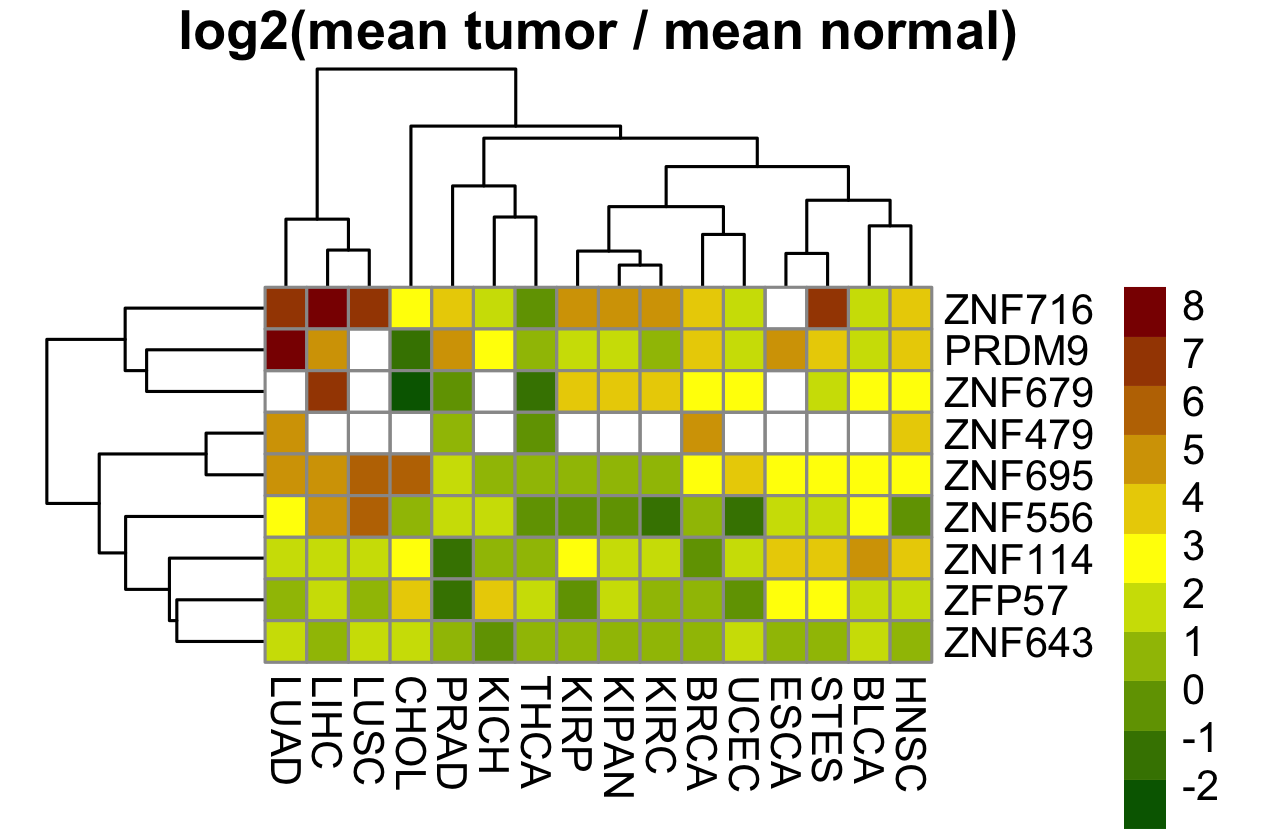 log2(mean tumor / mean normal)
ZNF716
PRDM9
ZNF679
ZNF479
ZNF695
ZNF556
ZNF114
ZFP57
ZNF643
LUAD
LIHC
LUSC
CHOL
PRAD
KICH
THCA
KIRP
KIPAN
KIRC
BRCA
UCEC
ESCA
STES
BLCA
HNSC
8
7
6
5
4
3
2
1
0
-1
-2